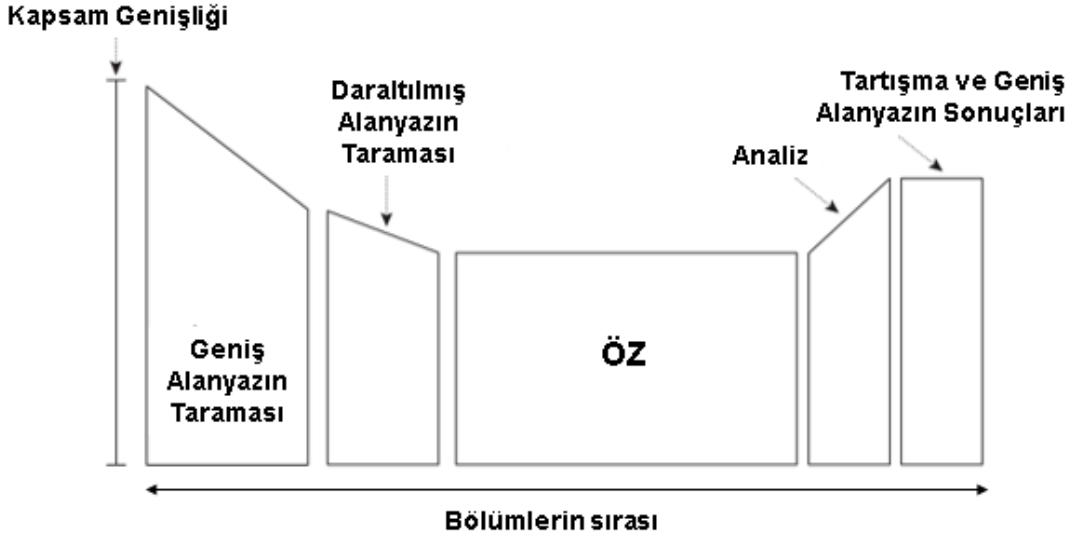 Kapsam Genişliği
Daraltılmış
Alanyazın
Taraması
Tartışma ve Geniş
Alanyazın Sonuçları
Analiz
Geniş
Alanyazın
Taraması
ÖZ
Bölümlerin sırası